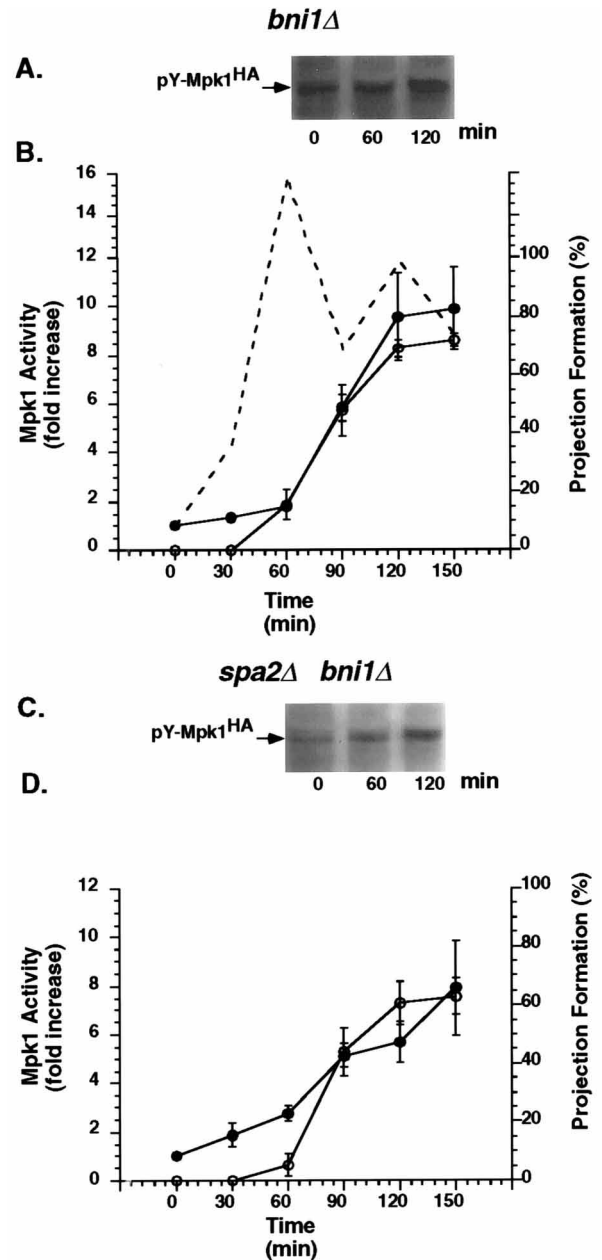 bni1Δ
A.
pY-Mpk1HA
0 60 120 min
B.
16
14
12
10
8
6
4
2
0
Mpk1 Activity
(fold increase)
100
80
60
40
20
0
Projection Formation (%)
0 30 60 90 120 150
Time
(min)
spa2Δ bni1Δ
C.
pY-Mpk1HA
0 60 120 min
D.
12
10
8
6
4
2
0
Mpk1 Activity
(fold increase)
100
80
60
40
20
0
Projection Formation (%)
0 30 60 90 120 150
Time
(min)